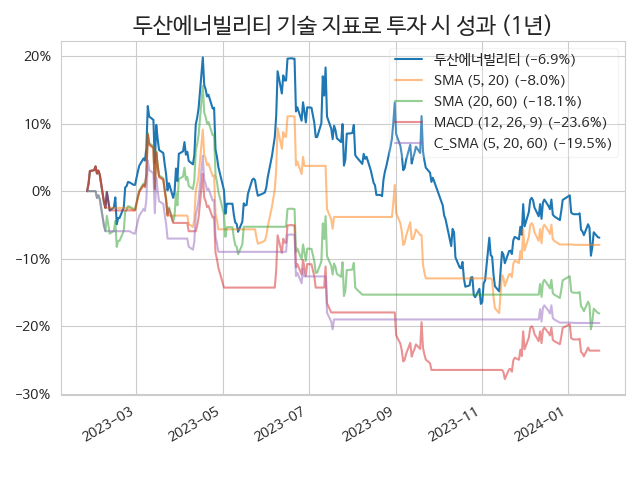 두산에너빌리티 기술 지표로 투자 시 성과 (1년)
20%
10%
0%
−10%
−20%
−30%
두산에너빌리티 (−6.9%)
SMA (5, 20) (−8.0%)
SMA (20, 60) (−18.1%)
MACD (12, 26, 9) (−23.6%)
C_SMA (5, 20, 60) (−19.5%)
2023−03
2023−05
2023−07
2023−09
2023−11
2024−01